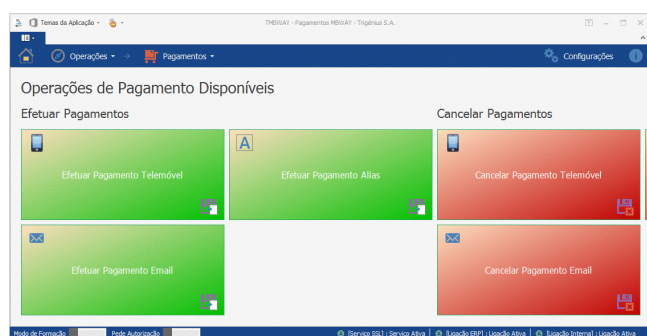 Temas da Aplicação
TMBWAY - Pagamentos MBWAY - Trigénius S.A.
Operações
Pagamentos
Configurações
Operações de Pagamento Disponíveis
Efetuar Pagamentos
Cancelar Pagamentos
Efetuar Pagamento Telemóvel
A
Efetuar Pagamento Alias
Cancelar Pagamento Telemóvel
Efetuar Pagamento Email
Cancelar Pagamento Email
Modo de Formação
Pede Autorização
[Serviço SSL] : Serviço Ativa
[Ligação ERP] : Ligação Ativa
[Ligação Interna] : Ligação Ativa